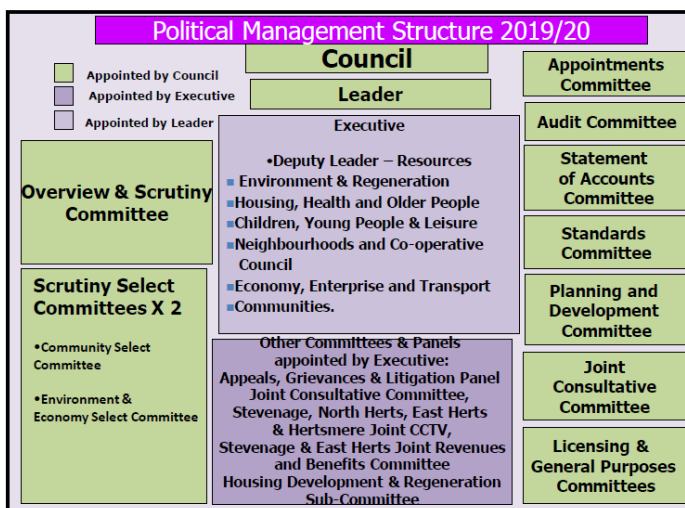 Political Management Structure 2019/20
Appointed by Council
Appointed by Executive
Appointed by Leader
Council
Leader
Overview & Scrutiny
Committee
Scrutiny Select
Committees X 2
•Community Select
Committee
•Environment &
Economy Select Committee
Executive
•Deputy Leader – Resources
Environment & Regeneration
Housing, Health and Older People
Children, Young People & Leisure
Neighbourhoods and Co-operative
Council
Economy, Enterprise and Transport
Communities.
Other Committees & Panels
appointed by Executive:
Appeals, Grievances & Litigation Panel
Joint Consultative Committee,
Stevenage, North Herts, East Herts
& Hertsmere Joint CCTV,
Stevenage & East Herts Joint Revenues
and Benefits Committee
Housing Development & Regeneration
Sub-Committee
Appointments
Committee
Audit Committee
Statement
of Accounts
Committee
Standards
Committee
Planning and
Development
Committee
Joint
Consultative
Committee
Licensing &
General Purposes
Committees